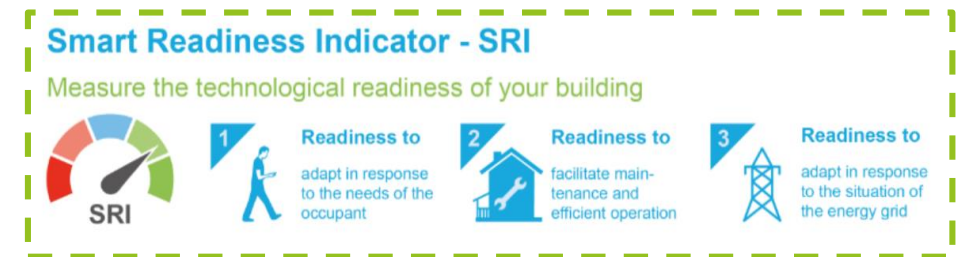 Smart Readiness Indicator - SRI
Measure the technological readiness of your building
SRI
1
Readiness to
adapt in response
to the needs of the
occupant
2
Readiness to
facilitate main-
tenance and
efficient operation
3
Readiness to
adapt in response
to the situation of
the energy grid